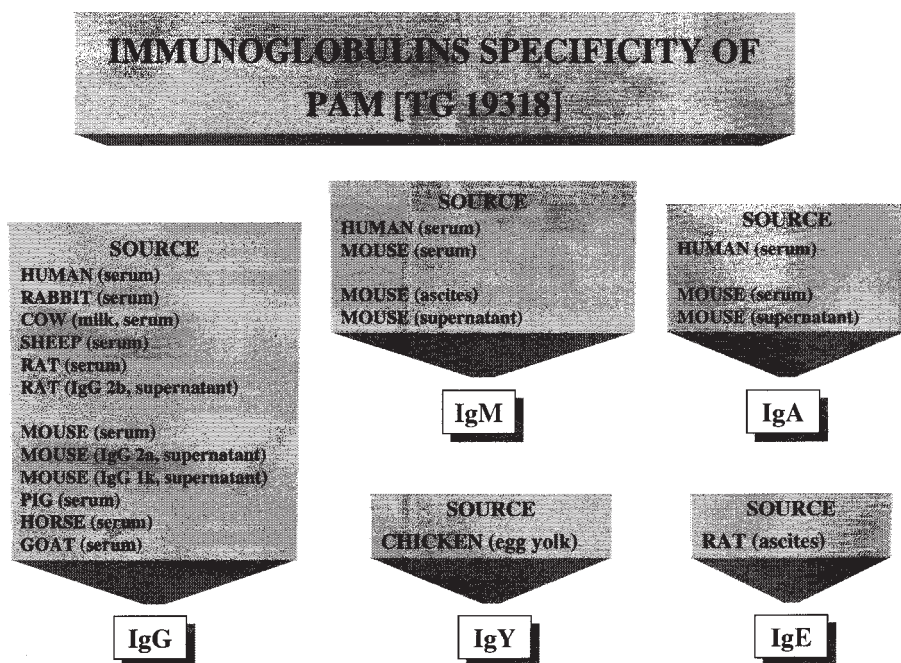 IMMUNOGLOBULINS SPECIFICITY OF
PAM [TG 19318]
SOURCE
HUMAN (serum)
RABBIT (serum)
COW (milk, serum)
SHEEP (serum)
RAT (serum)
RAT (IgG 2b, supernatant)
MOUSE (serum)
MOUSE (IgG 2a, supernatant)
MOUSE (IgG 1k, supernatant)
PIG (serum)
HORSE (serum)
GOAT (serum)
IgG
SOURCE
HUMAN (serum)
MOUSE (serum)
MOUSE (ascites)
MOUSE (supernatant)
IgM
SOURCE
HUMAN (serum)
MOUSE (serum)
MOUSE (supernatant)
IgA
SOURCE
CHICKEN (egg yolk)
IgY
SOURCE
RAT (ascites)
IgE